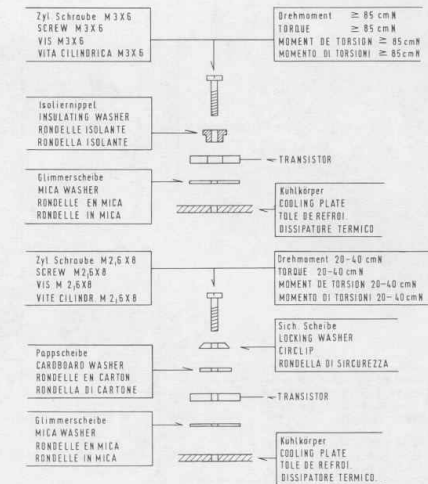 Zyl. Schraube M3X6
SCREW M3X6
VIS M3X6
VITA CILINDRICA M3X6
Drehmoment ≥ 85 cmN
TORQUE ≥ 85 cmN
MOMENT DE TORSION ≥ 85 cmN
MOMENTO DI TORSIONI ≥ 85 cmN
Isoliernippel
INSULATING WASHER
RONDELLE ISOLANTE
RONDELLA ISOLANTE
TRANSISTOR
Glimmerscheibe
MICA WASHER
RONDELLE EN MICA
RONDELLE IN MICA
Kuhlkörper
COOLING PLATE
TOLE DE REFROI.
DISSIPATORE TERMICO
Zyl. Schraube M2,6X8
SCREW M2,6X8
VIS M 2,6X8
VITE CILINDR. M 2,6X8
Drehmoment 20-40 cmN
TORQUE 20-40 cmN
MOMENT DE TORSION 20-40 cmN
MOMENTO DI TORSIONI 20-40 cmN
Sich. Scheibe
LOCKING WASHER
CIRCLIP
RONDELLA DI SIRCUREZZA
Pappscheibe
CARDBOARD WASHER
RONDELLE EN CARTON
RONDELLA DI CARTONE
TRANSISTOR
Glimmerscheibe
MICA WASHER
RONDELLE EN MICA
RONDELLE IN MICA
Kuhlkörper
COOLING PLATE
TOLE DE REFROI.
DISSIPATORE TERMICO.